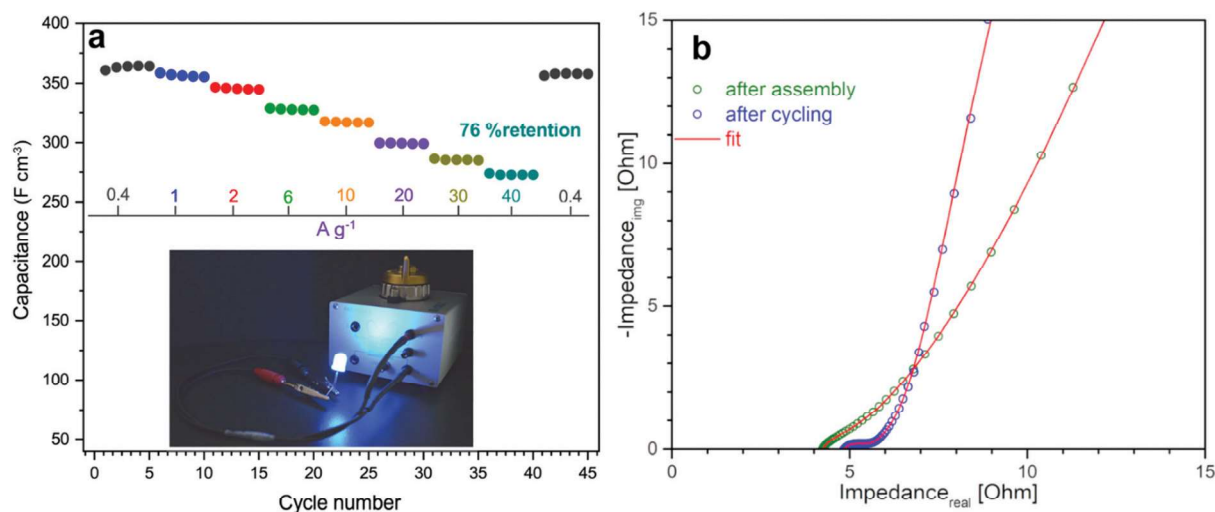 a
400
350
300
250
200
150
100
50
Capacitance (F cm⁻³)
76 %retention
0.4 1 2 6 10 20 30 40 0.4
A g⁻¹
0 5 10 15 20 25 30 35 40 45
Cycle number
b
15
10
5
0
-Impedance_img [Ohm]
after assembly
after cycling
fit
0 5 10 15
Impedance_real [Ohm]